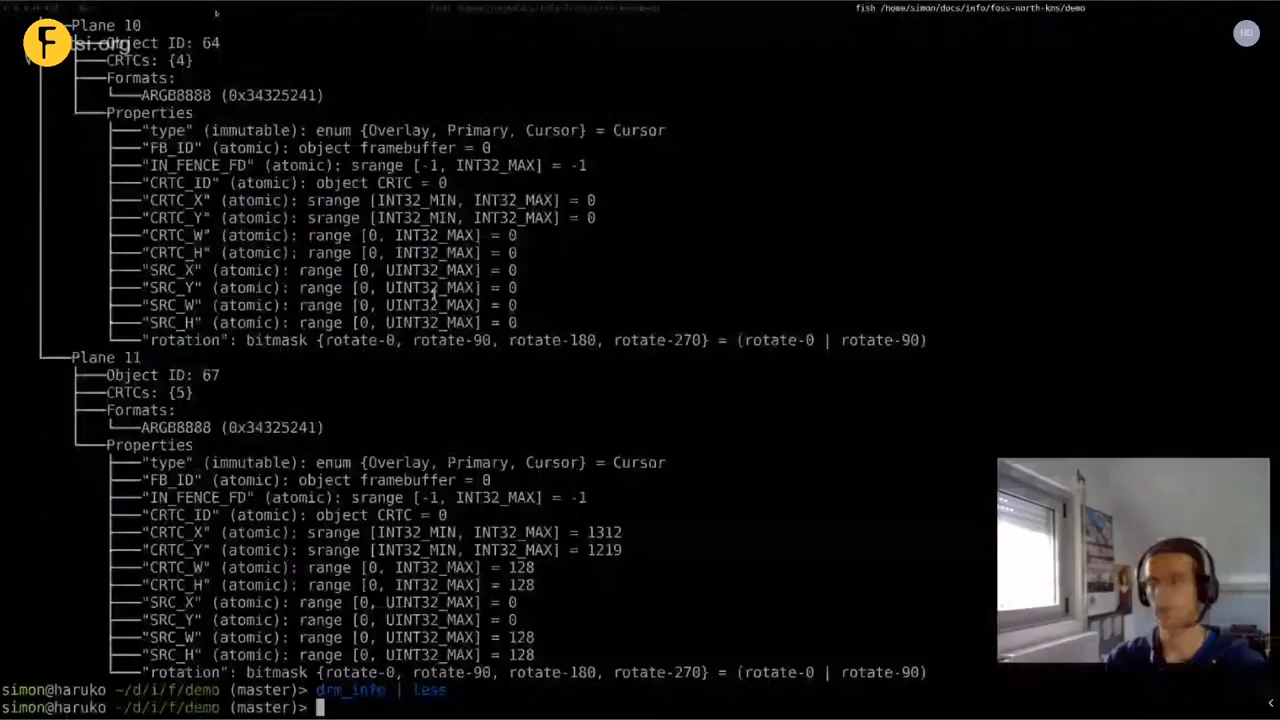 fish /home/simon/docs/info/foss-north-kms/demo
HD
si.org
Plane 10
Object ID: 64
CRTCs: {4}
Formats:
ARGB8888 (0x34325241)
Properties
"type" (immutable): enum {Overlay, Primary, Cursor} = Cursor
"FB_ID" (atomic): object framebuffer = 0
"IN_FENCE_FD" (atomic): srange [-1, INT32_MAX] = -1
"CRTC_ID" (atomic): object CRTC = 0
"CRTC_X" (atomic): srange [INT32_MIN, INT32_MAX] = 0
"CRTC_Y" (atomic): srange [INT32_MIN, INT32_MAX] = 0
"CRTC_W" (atomic): range [0, INT32_MAX] = 0
"CRTC_H" (atomic): range [0, INT32_MAX] = 0
"SRC_X" (atomic): range [0, UINT32_MAX] = 0
"SRC_Y" (atomic): range [0, UINT32_MAX] = 0
"SRC_W" (atomic): range [0, UINT32_MAX] = 0
"SRC_H" (atomic): range [0, UINT32_MAX] = 0
"rotation": bitmask {rotate-0, rotate-90, rotate-180, rotate-270} = (rotate-0 | rotate-90)
Plane 11
Object ID: 67
CRTCs: {5}
Formats:
ARGB8888 (0x34325241)
Properties
"type" (immutable): enum {Overlay, Primary, Cursor} = Cursor
"FB_ID" (atomic): object framebuffer = 0
"IN_FENCE_FD" (atomic): srange [-1, INT32_MAX] = -1
"CRTC_ID" (atomic): object CRTC = 0
"CRTC_X" (atomic): srange [INT32_MIN, INT32_MAX] = 1312
"CRTC_Y" (atomic): srange [INT32_MIN, INT32_MAX] = 1219
"CRTC_W" (atomic): range [0, INT32_MAX] = 128
"CRTC_H" (atomic): range [0, INT32_MAX] = 128
"SRC_X" (atomic): range [0, UINT32_MAX] = 0
"SRC_Y" (atomic): range [0, UINT32_MAX] = 0
"SRC_W" (atomic): range [0, UINT32_MAX] = 128
"SRC_H" (atomic): range [0, UINT32_MAX] = 128
"rotation": bitmask {rotate-0, rotate-90, rotate-180, rotate-270} = (rotate-0 | rotate-90)
simon@haruko ~/d/i/f/demo (master)> drm_info | less
simon@haruko ~/d/i/f/demo (master)>